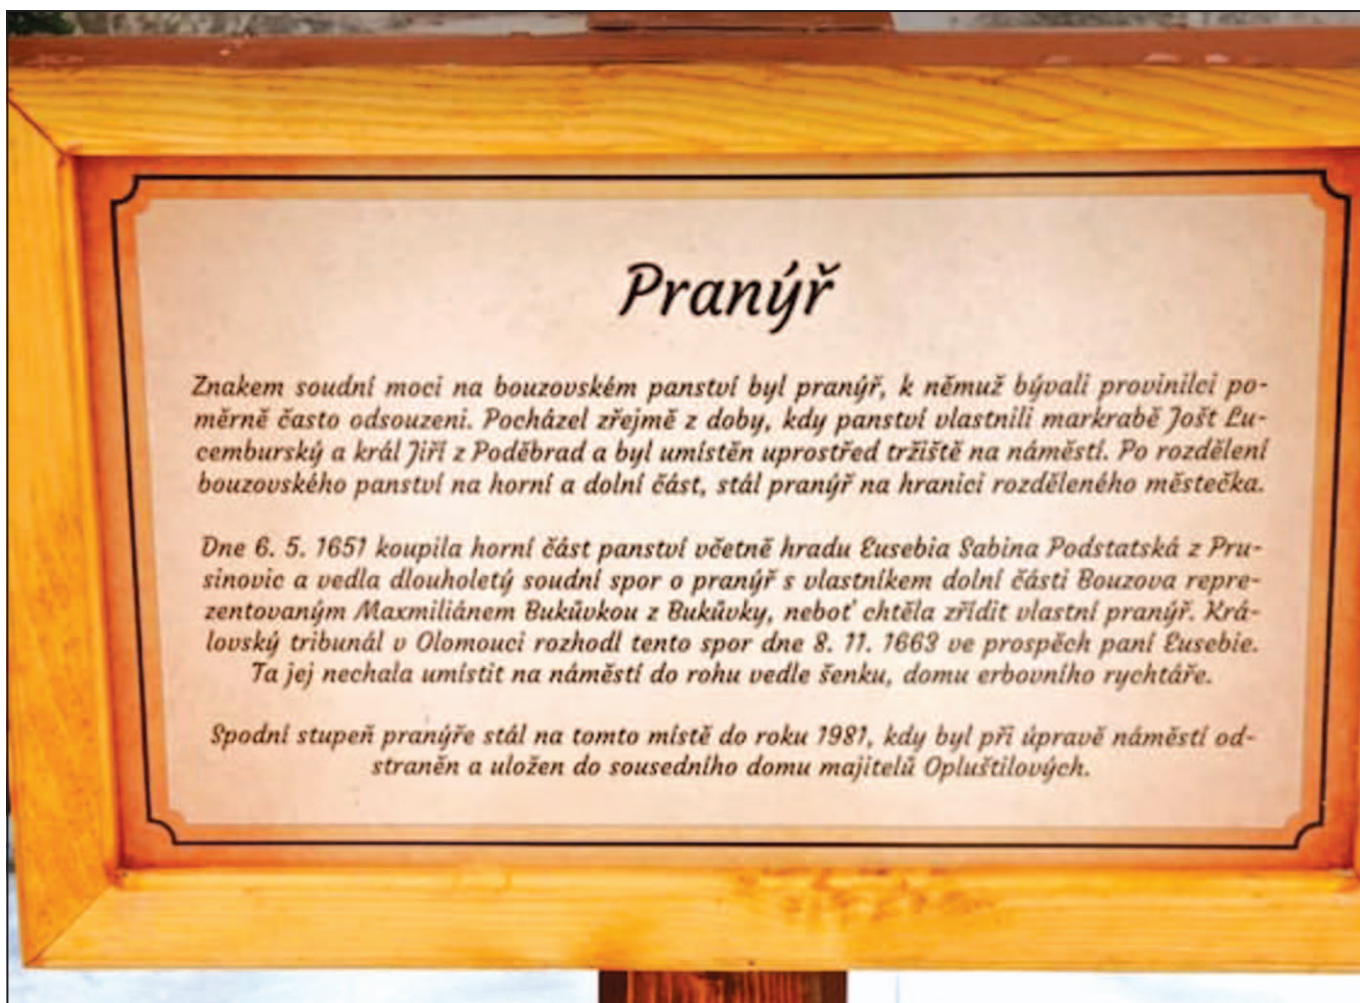 Pranýř
Znakem soudní moci na bouzovském panství byl pranýř, k němuž bývali provinilci po-
měrně často odsouzeni. Pocházel zřejmě z doby, kdy panství vlastnili markrabě Jošt Lu-
cemburský a král Jiří z Poděbrad a byl umístěn uprostřed tržiště na náměstí. Po rozdělení
bouzovského panství na horní a dolní část, stál pranýř na hranici rozděleného městečka.
Dne 6. 5. 1651 koupila horní část panství včetně hradu Eusebia Sabina Podstatská z Pru-
sinovic a vedla dlouholetý soudní spor o pranýř s vlastníkem dolní části Bouzova repre-
zentovaným Maxmiliánem Bukůvkou z Bukůvky, neboť chtěla zřídit vlastní pranýř. Krá-
lovský tribunál v Olomouci rozhodl tento spor dne 8. 11. 1663 ve prospěch paní Eusebie.
Ta jej nechala umístit na náměstí do rohu vedle šenku, domu erbovního rychtáře.
Spodní stupeň pranýře stál na tomto místě do roku 1981, kdy byl při úpravě náměstí od-
straněn a uložen do sousedního domu majitelů Opluštilových.